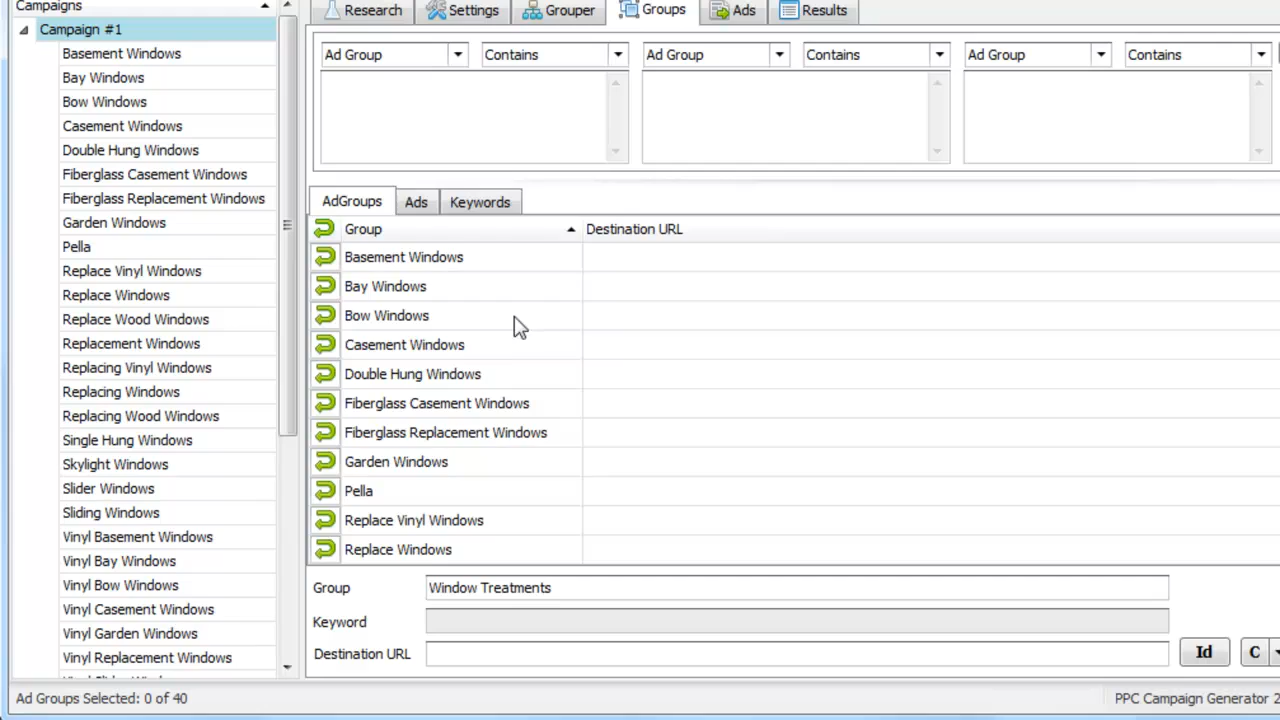 Campaigns
Campaign #1
Basement Windows
Bay Windows
Bow Windows
Casement Windows
Double Hung Windows
Fiberglass Casement Windows
Fiberglass Replacement Windows
Garden Windows
Pella
Replace Vinyl Windows
Replace Windows
Replace Wood Windows
Replacement Windows
Replacing Vinyl Windows
Replacing Windows
Replacing Wood Windows
Single Hung Windows
Skylight Windows
Slider Windows
Sliding Windows
Vinyl Basement Windows
Vinyl Bay Windows
Vinyl Bow Windows
Vinyl Casement Windows
Vinyl Garden Windows
Vinyl Replacement Windows
Research Settings Grouper Groups Ads Results
Ad Group Contains Ad Group Contains Ad Group Contains
AdGroups Ads Keywords
Group Destination URL
Basement Windows
Bay Windows
Bow Windows
Casement Windows
Double Hung Windows
Fiberglass Casement Windows
Fiberglass Replacement Windows
Garden Windows
Pella
Replace Vinyl Windows
Replace Windows
Group Window Treatments
Keyword
Destination URL Id C
Ad Groups Selected: 0 of 40 PPC Campaign Generator 2